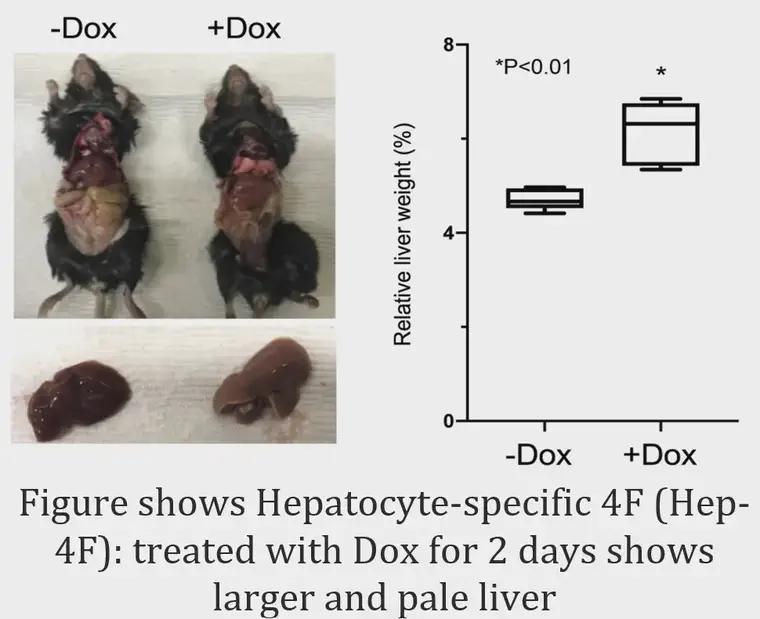 -Dox +Dox
*P<0.01
*
Relative liver weight (%)
8
4
0
-Dox +Dox
Figure shows Hepatocyte-specific 4F (Hep-
4F): treated with Dox for 2 days shows
larger and pale liver